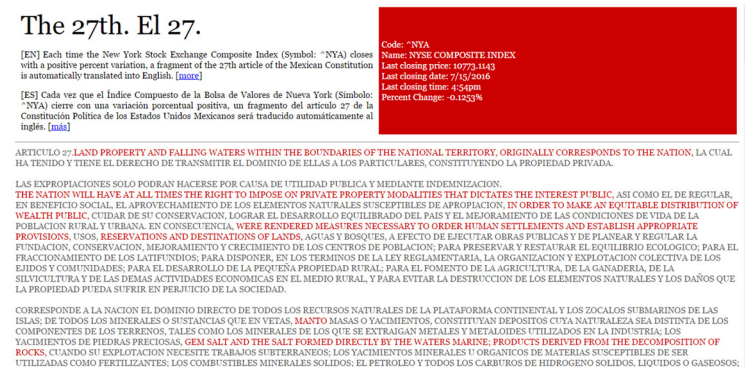 The 27th. El 27.
[EN] Each time the New York Stock Exchange Composite Index (Symbol: ^NYA) closes
with a positive percent variation, a fragment of the 27th article of the Mexican Constitution
is automatically translated into English. [more]
[ES] Cada vez que el Índice Compuesto de la Bolsa de Valores de Nueva York (Símbolo:
^NYA) cierre con una variación porcentual positiva, un fragmento del articulo 27 de la
Constitución Política de los Estados Unidos Mexicanos será traducido automáticamente al
inglés. [más]
Code: ^NYA
Name: NYSE COMPOSITE INDEX
Last closing price: 10773.1143
Last closing date: 7/15/2016
Last closing time: 4:54pm
Percent Change: -0.1253%
ARTICULO 27.LAND PROPERTY AND FALLING WATERS WITHIN THE BOUNDARIES OF THE NATIONAL TERRITORY, ORIGINALLY CORRESPONDS TO THE NATION, LA CUAL
HA TENIDO Y TIENE EL DERECHO DE TRANSMITIR EL DOMINIO DE ELLAS A LOS PARTICULARES, CONSTITUYENDO LA PROPIEDAD PRIVADA.
LAS EXPROPIACIONES SOLO PODRAN HACERSE POR CAUSA DE UTILIDAD PUBLICA Y MEDIANTE INDEMNIZACION.
THE NATION WILL HAVE AT ALL TIMES THE RIGHT TO IMPOSE ON PRIVATE PROPERTY MODALITIES THAT DICTATES THE INTEREST PUBLIC, ASI COMO EL DE REGULAR,
EN BENEFICIO SOCIAL, EL APROVECHAMIENTO DE LOS ELEMENTOS NATURALES SUSCEPTIBLES DE APROPIACION, IN ORDER TO MAKE AN EQUITABLE DISTRIBUTION OF
WEALTH PUBLIC, CUIDAR DE SU CONSERVACION, LOGRAR EL DESARROLLO EQUILIBRADO DEL PAIS Y EL MEJORAMIENTO DE LAS CONDICIONES DE VIDA DE LA
POBLACION RURAL Y URBANA. EN CONSECUENCIA, WERE RENDERED MEASURES NECESSARY TO ORDER HUMAN SETTLEMENTS AND ESTABLISH APPROPRIATE
PROVISIONS, USOS, RESERVATIONS AND DESTINATIONS OF LANDS, AGUAS Y BOSQUES, A EFECTO DE EJECUTAR OBRAS PUBLICAS Y DE PLANEAR Y REGULAR LA
FUNDACION, CONSERVACION, MEJORAMIENTO Y CRECIMIENTO DE LOS CENTROS DE POBLACION; PARA PRESERVAR Y RESTAURAR EL EQUILIBRIO ECOLOGICO; PARA EL
FRACCIONAMIENTO DE LOS LATIFUNDIOS; PARA DISPONER, EN LOS TERMINOS DE LA LEY REGLAMENTARIA, LA ORGANIZACION Y EXPLOTACION COLECTIVA DE LOS
EJIDOS Y COMUNIDADES; PARA EL DESARROLLO DE LA PEQUEÑA PROPIEDAD RURAL; PARA EL FOMENTO DE LA AGRICULTURA, DE LA GANADERIA, DE LA
SILVICULTURA Y DE LAS DEMAS ACTIVIDADES ECONOMICAS EN EL MEDIO RURAL, Y PARA EVITAR LA DESTRUCCION DE LOS ELEMENTOS NATURALES Y LOS DAÑOS QUE
LA PROPIEDAD PUEDA SUFRIR EN PERJUICIO DE LA SOCIEDAD.
CORRESPONDE A LA NACION EL DOMINIO DIRECTO DE TODOS LOS RECURSOS NATURALES DE LA PLATAFORMA CONTINENTAL Y LOS ZOCALOS SUBMARINOS DE LAS
ISLAS; DE TODOS LOS MINERALES O SUSTANCIAS QUE EN VETAS, MANTO MASAS O YACIMIENTOS, CONSTITUYAN DEPOSITOS CUYA NATURALEZA SEA DISTINTA DE LOS
COMPONENTES DE LOS TERRENOS, TALES COMO LOS MINERALES DE LOS QUE SE EXTRAIGAN METALES Y METALOIDES UTILIZADOS EN LA INDUSTRIA; LOS
YACIMIENTOS DE PIEDRAS PRECIOSAS, GEM SALT AND THE SALT FORMED DIRECTLY BY THE WATERS MARINE; PRODUCTS DERIVED FROM THE DECOMPOSITION OF
ROCKS, CUANDO SU EXPLOTACION NECESITE TRABAJOS SUBTERRANEOS; LOS YACIMIENTOS MINERALES U ORGANICOS DE MATERIAS SUSCEPTIBLES DE SER
UTILIZADAS COMO FERTILIZANTES; LOS COMBUSTIBLES MINERALES SOLIDOS; EL PETROLEO Y TODOS LOS CARBUROS DE HIDROGENO SOLIDOS, LIQUIDOS O GASEOSOS;